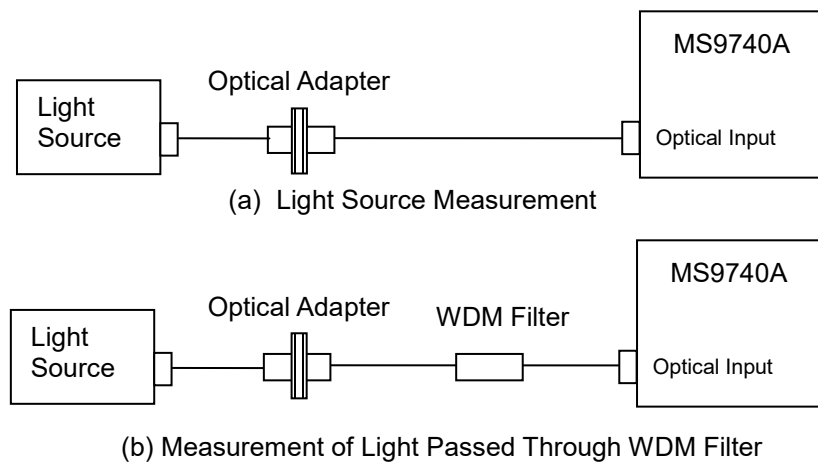 MS9740A
Optical Adapter
Light
Source
Optical Input
(a) Light Source Measurement
MS9740A
Optical Adapter
WDM Filter
Light
Source
Optical Input
(b) Measurement of Light Passed Through WDM Filter